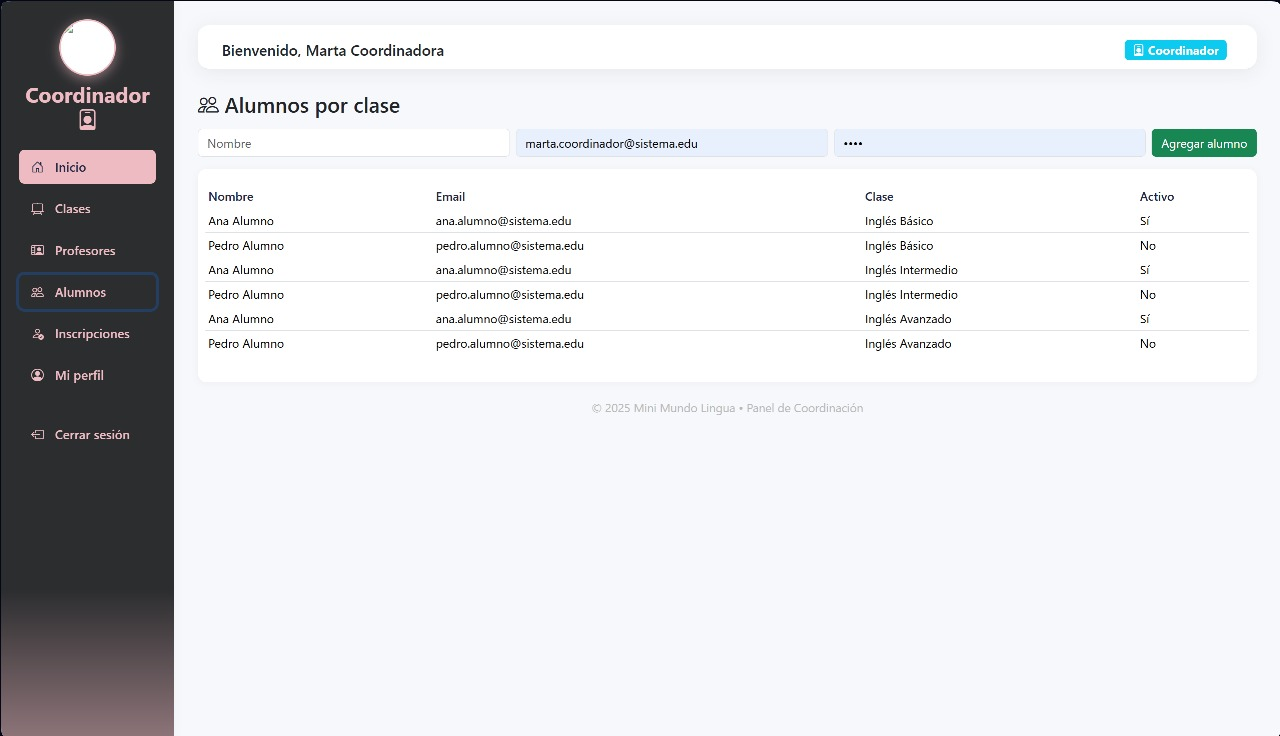 Coordinador
Inicio
Clases
Profesores
Alumnos
Inscripciones
Mi perfil
Cerrar sesión
Bienvenido, Marta Coordinadora
Coordinador
Alumnos por clase
Nombre marta.coordinador@sistema.edu •••• Agregar alumno
Nombre Email Clase Activo
Ana Alumno ana.alumno@sistema.edu Inglés Básico Sí
Pedro Alumno pedro.alumno@sistema.edu Inglés Básico No
Ana Alumno ana.alumno@sistema.edu Inglés Intermedio Sí
Pedro Alumno pedro.alumno@sistema.edu Inglés Intermedio No
Ana Alumno ana.alumno@sistema.edu Inglés Avanzado Sí
Pedro Alumno pedro.alumno@sistema.edu Inglés Avanzado No
© 2025 Mini Mundo Lingua • Panel de Coordinación